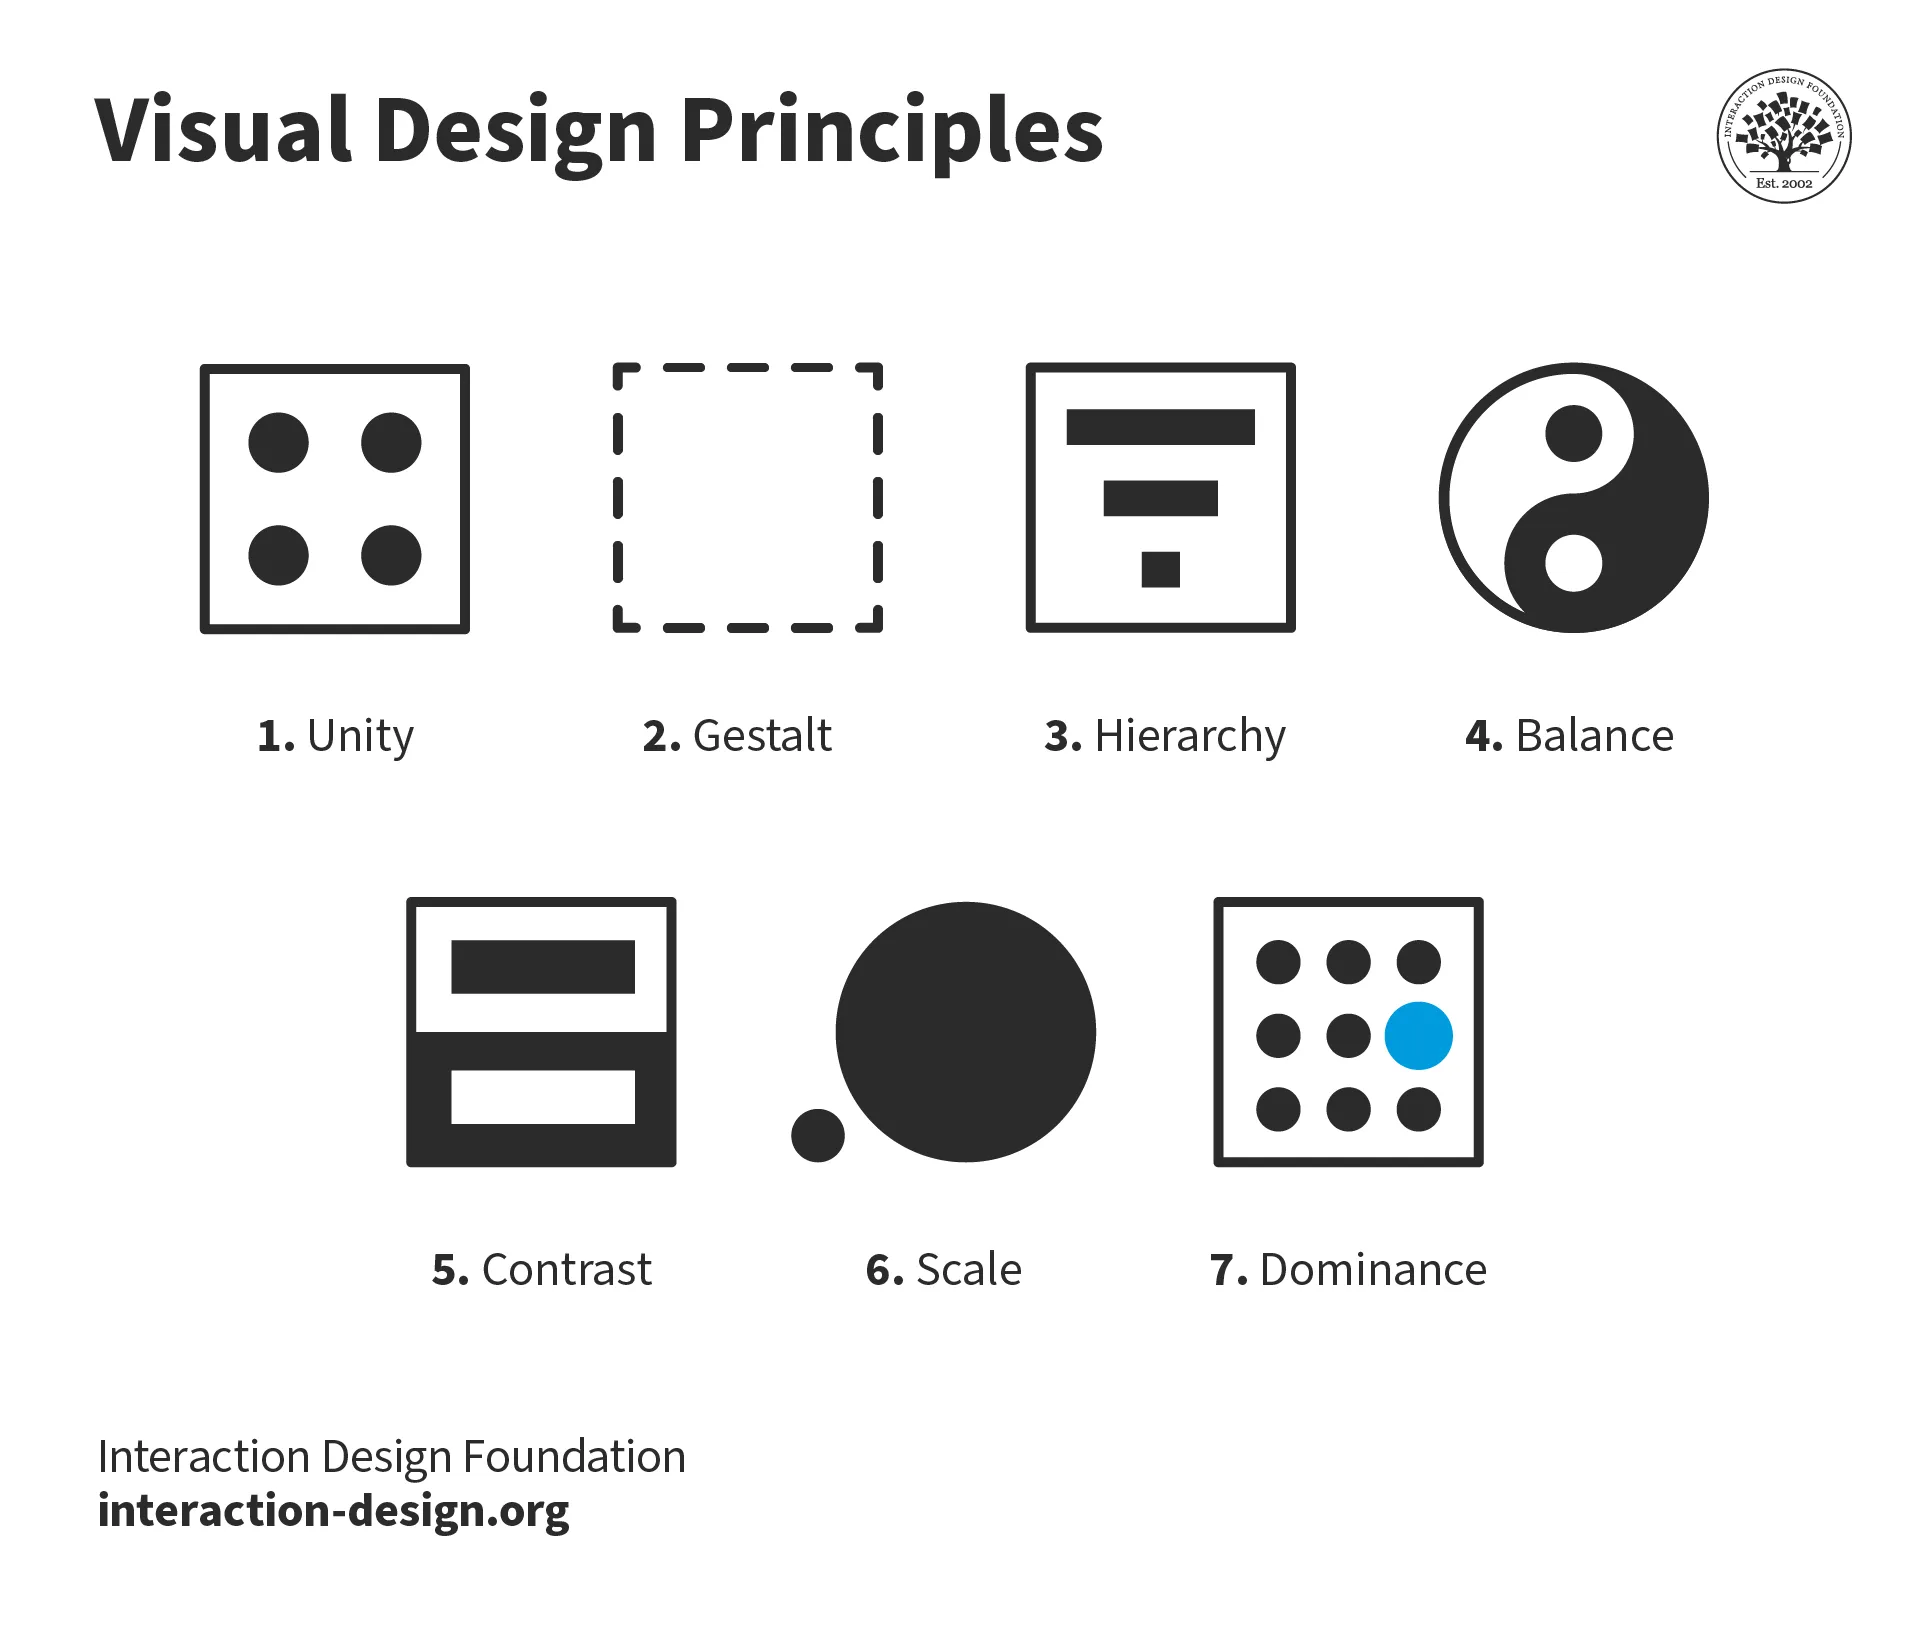 Visual Design Principles
INTERACTION DESIGN FOUNDATION
Est. 2002
1. Unity
2. Gestalt
3. Hierarchy
4. Balance
5. Contrast
6. Scale
7. Dominance
Interaction Design Foundation
interaction-design.org